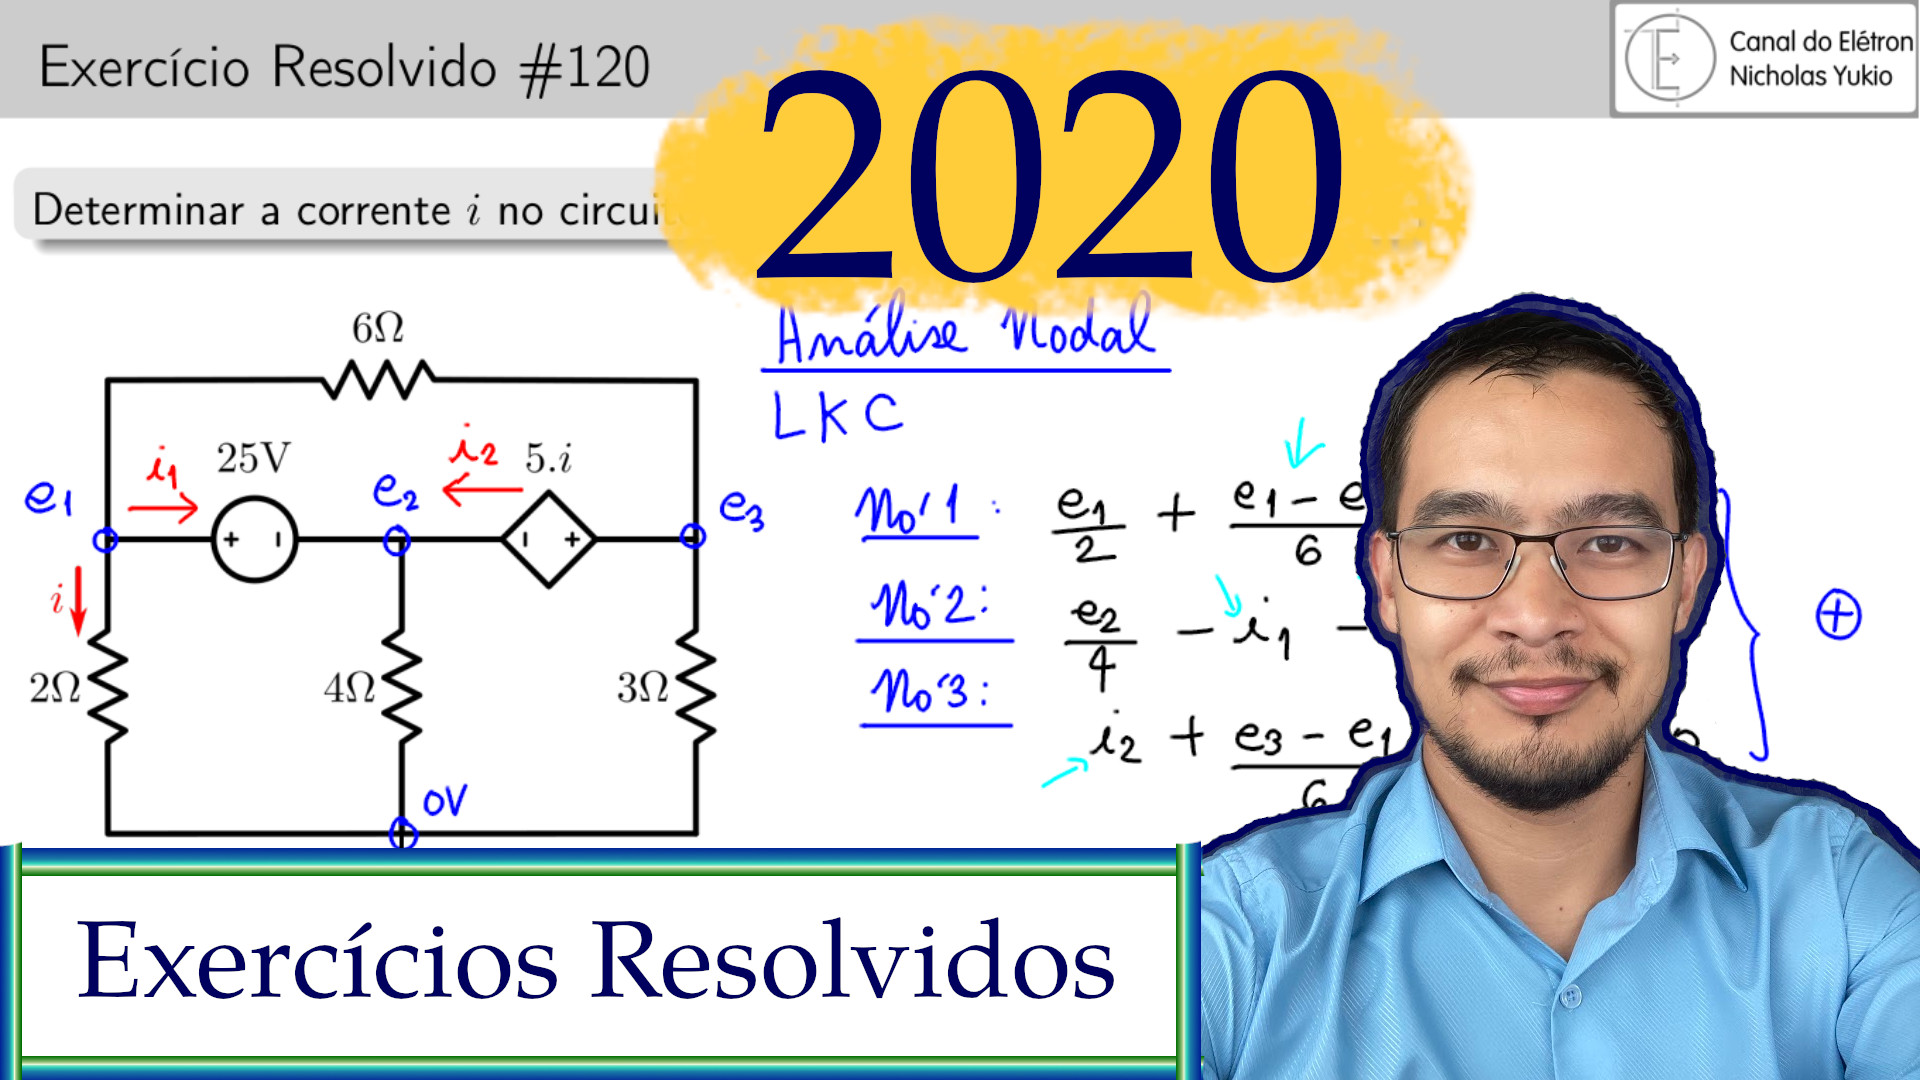 Exercício Resolvido #120
2020
Canal do Elétron
Nicholas Yukio
Determinar a corrente i no circui
6Ω
Análise Nodal
LKC
i1
25V
i2
5.i
e1
e2
e3
+ -
- +
i
2Ω
4Ω
3Ω
0V
Nó 1: e1/2 + e1 - e /6
Nó 2: e2/4 - i1 -
Nó 3:
i2 + e3 - e1 /6
+
Exercícios Resolvidos